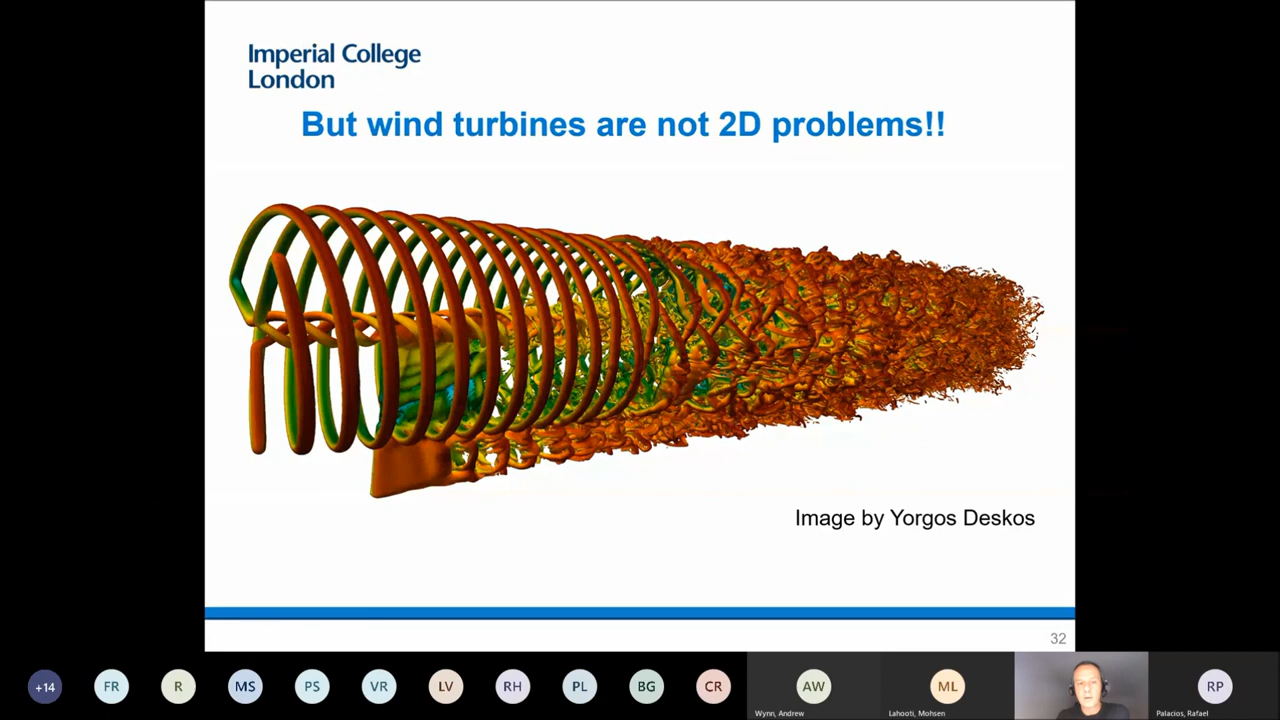 Imperial College
London
But wind turbines are not 2D problems!!
Image by Yorgos Deskos
32
+14
FR
R
MS
PS
VR
LV
RH
PL
BG
CR
AW
Wynn, Andrew
ML
Lahooti, Mohsen
RP
Palacios, Rafael